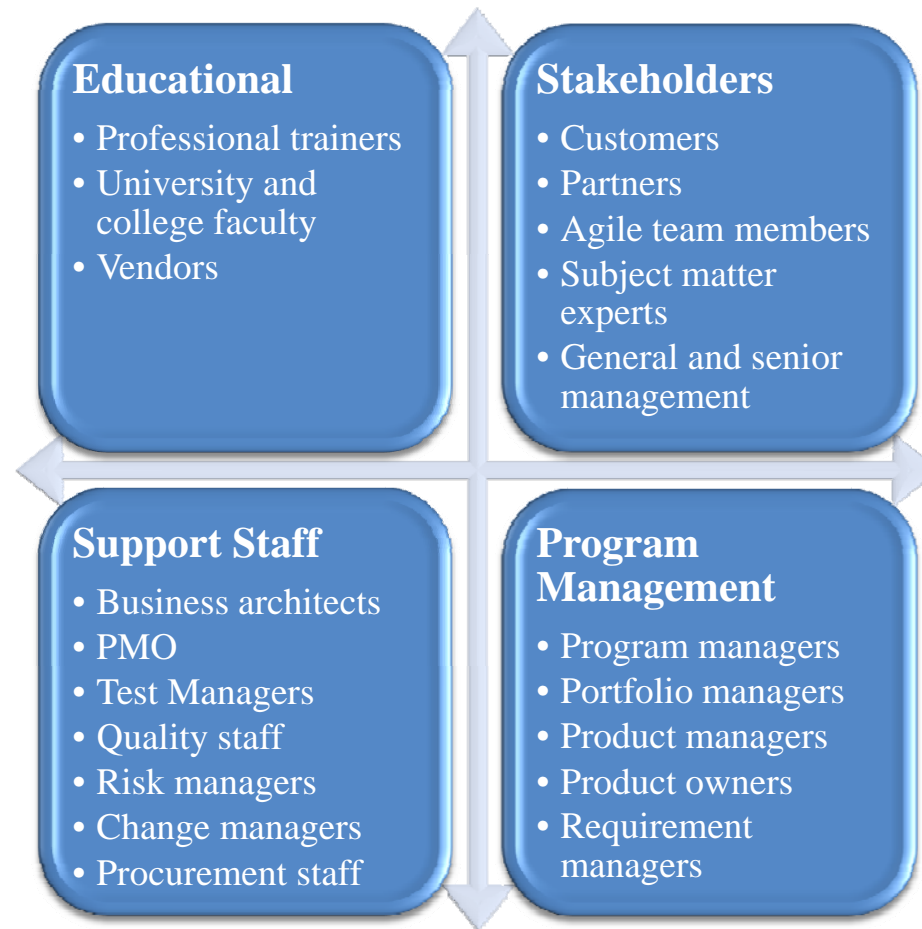 Educational
• Professional trainers
• University and
college faculty
• Vendors
Stakeholders
• Customers
• Partners
• Agile team members
• Subject matter
experts
• General and senior
management
Support Staff
• Business architects
• PMO
• Test Managers
• Quality staff
• Risk managers
• Change managers
• Procurement staff
Program
Management
• Program managers
• Portfolio managers
• Product managers
• Product owners
• Requirement
managers